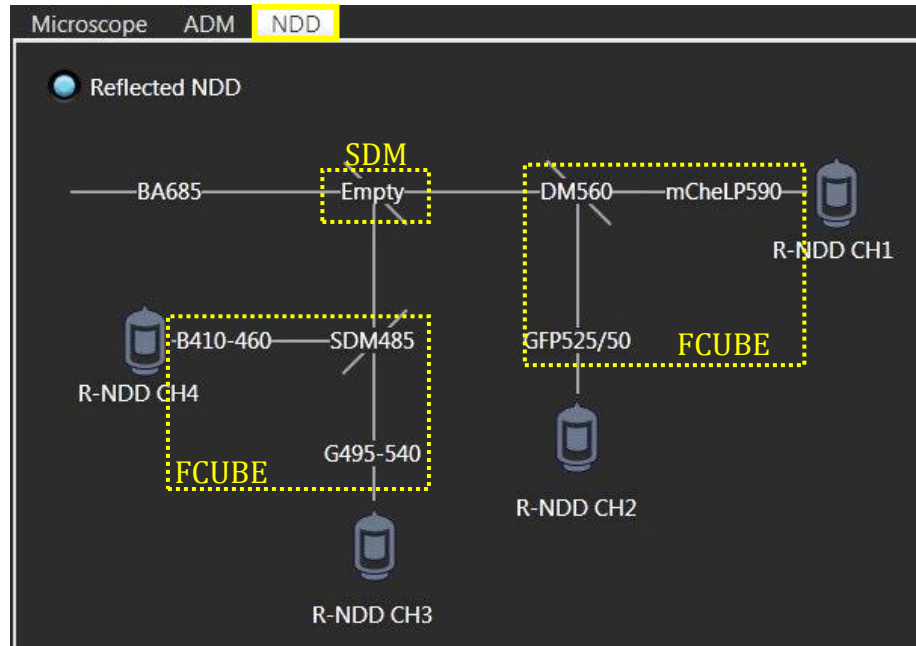 Microscope ADM NDD
Reflected NDD
SDM
BA685 Empty DM560 mCheLP590
R-NDD CH1
B410-460 SDM485 GFP525/50 FCUBE
R-NDD CH4
G495-540
FCUBE
R-NDD CH2
R-NDD CH3